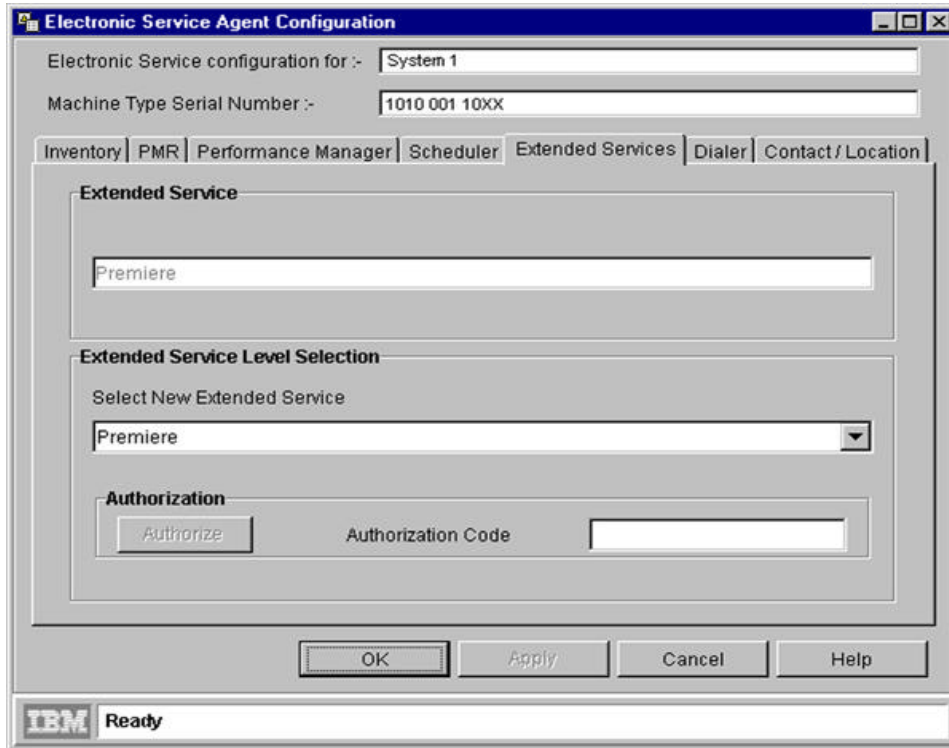 Electronic Service Agent Configuration
Electronic Service configuration for :- System 1
Machine Type Serial Number :- 1010 001 10XX
Inventory PMR Performance Manager Scheduler Extended Services Dialer Contact / Location
Extended Service
Premiere
Extended Service Level Selection
Select New Extended Service
Premiere
Authorization
Authorize Authorization Code
OK Apply Cancel Help
IBM Ready